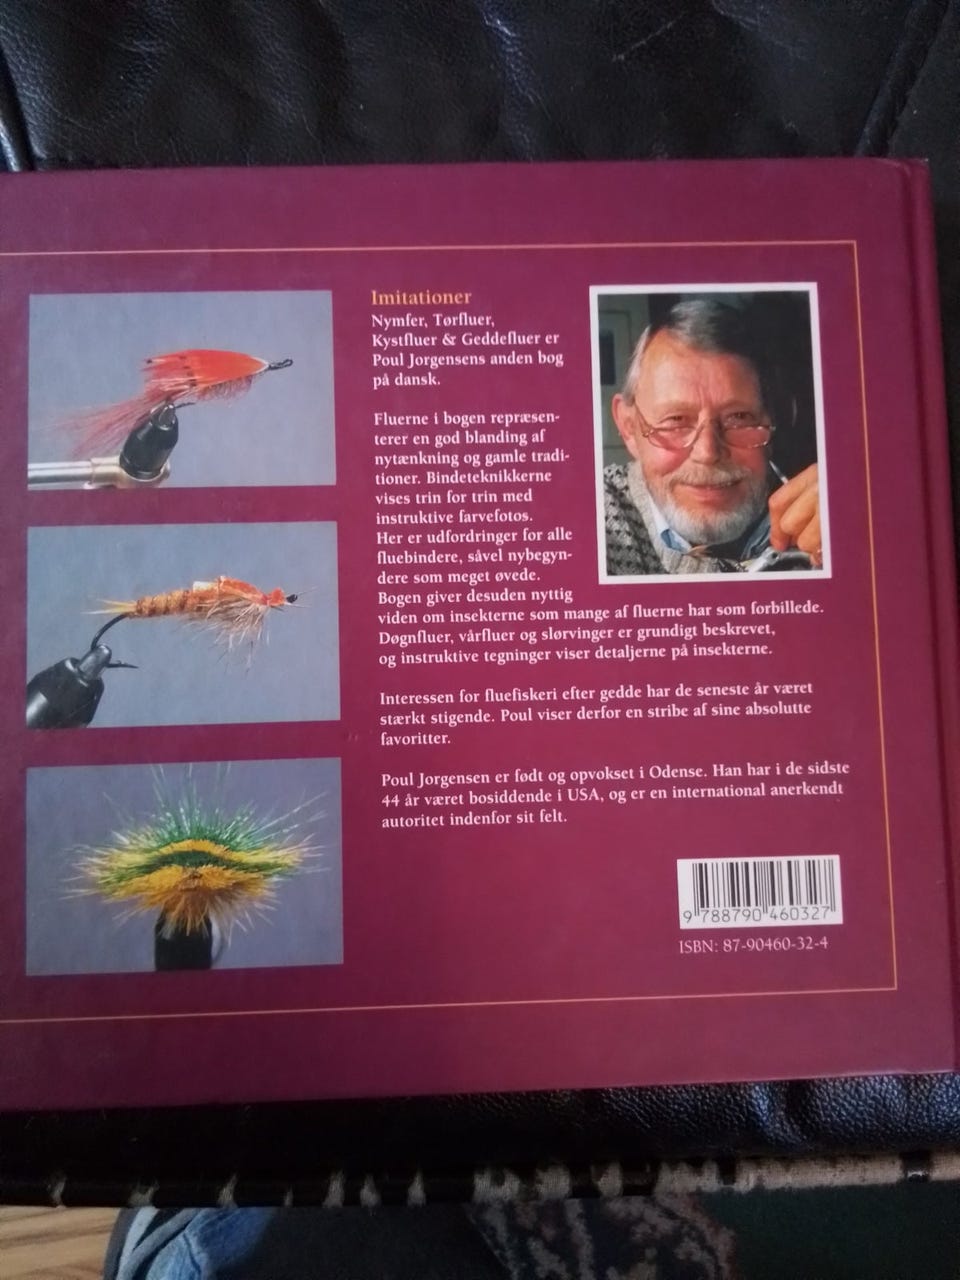 Imitationer
Nymfer, Tørfluer,
Kystfluer & Geddefluer er
Poul Jorgensens anden bog
på dansk.
Fluerne i bogen repræsen-
terer en god blanding af
nytænkning og gamle tradi-
tioner. Bindeteknikkerne
vises trin for trin med
instruktive farvefotos.
Her er udfordringer for alle
fluebindere, såvel nybegyn-
dere som meget øvede.
Bogen giver desuden nyttig
viden om insekterne som mange af fluerne har som forbillede.
Døgnfluer, vårfluer og slørvinger er grundigt beskrevet,
og instruktive tegninger viser detaljerne på insekterne.
Interessen for fluefiskeri efter gedde har de seneste år været
stærkt stigende. Poul viser derfor en stribe af sine absolutte
favoritter.
Poul Jorgensen er født og opvokset i Odense. Han har i de sidste
44 år været bosiddende i USA, og er en international anerkendt
autoritet indenfor sit felt.
9 788790 460327
ISBN: 87-90460-32-4